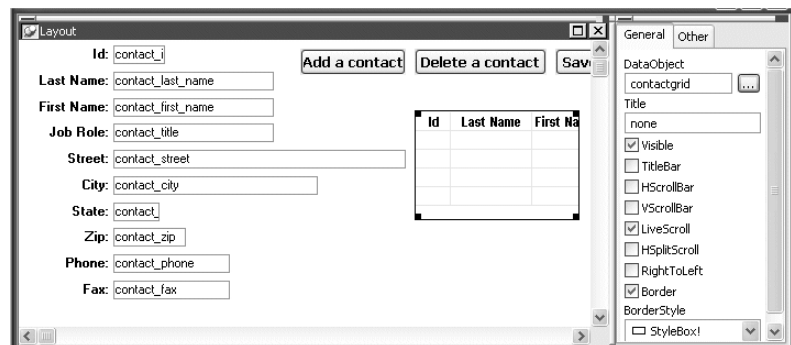 Layout
Id: contact_i
Add a contact
Delete a contact
Sav
Last Name: contact_last_name
First Name: contact_first_name
Job Role: contact_title
Street: contact_street
City: contact_city
State: contact_
Zip: contact_zip
Phone: contact_phone
Fax: contact_fax
Id Last Name First Na
General Other
DataObject
contactgrid ...
Title
none
Visible
TitleBar
HScrollBar
VScrollBar
LiveScroll
HSplitScroll
RightToLeft
Border
BorderStyle
StyleBox!